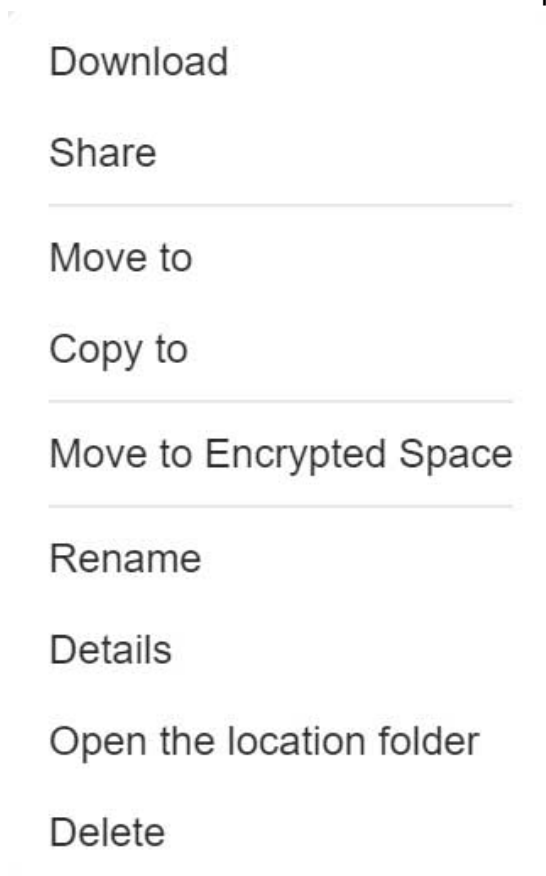 Download
Share
Move to
Copy to
Move to Encrypted Space
Rename
Details
Open the location folder
Delete